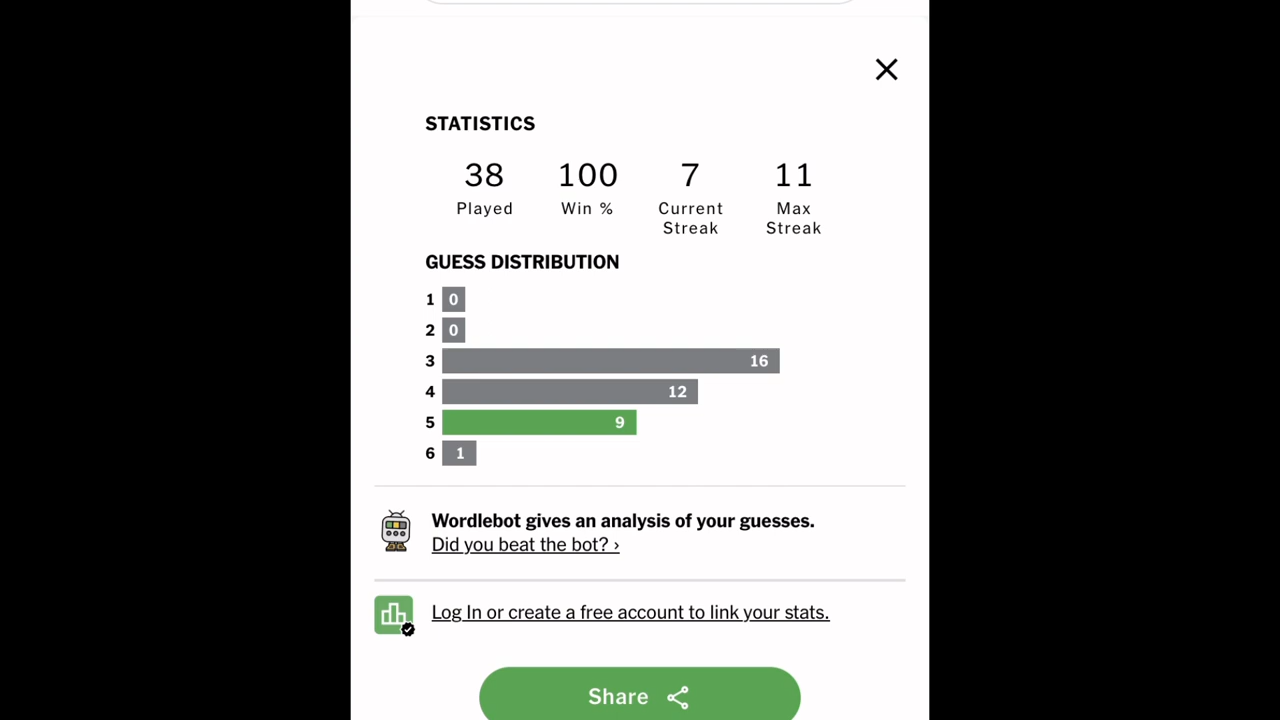 STATISTICS
38 100 7 11
Played Win % Current Streak Max Streak
GUESS DISTRIBUTION
1 0
2 0
3 16
4 12
5 9
6 1
Wordlebot gives an analysis of your guesses.
Did you beat the bot? ›
Log In or create a free account to link your stats.
Share